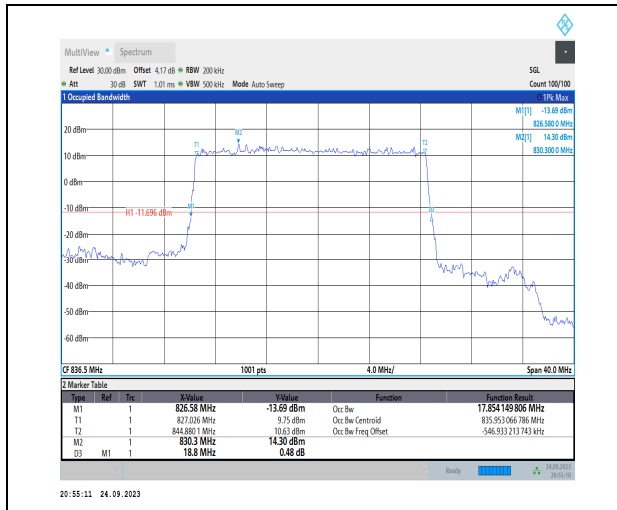 MultiView Spectrum
Ref Level 30.00 dBm Offset 4.17 dB RBW 200 kHz SGL
Att 30 dB SWT 1.01 ms VBW 500 kHz Mode Auto Sweep Count 100/100
1 Occupied Bandwidth 1Pk Max
M1[1] -13.69 dBm
826.580 0 MHz
M2[1] 14.30 dBm
830.300 0 MHz
20 dBm
M2
T1
T2
10 dBm
0 dBm
-10 dBm
M1
D3
H1 -11.696 dBm
-20 dBm
-30 dBm
-40 dBm
-50 dBm
-60 dBm
CF 836.5 MHz 1001 pts 4.0 MHz/ Span 40.0 MHz
2 Marker Table
Type Ref Trc X-Value Y-Value Function Function Result
M1 1 826.58 MHz -13.69 dBm Occ Bw 17.854 149 806 MHz
T1 1 827.026 MHz 9.75 dBm Occ Bw Centroid 835.953 066 786 MHz
T2 1 844.880 1 MHz 10.63 dBm Occ Bw Freq Offset -546.933 213 743 kHz
M2 1 830.3 MHz 14.30 dBm
D3 M1 1 18.8 MHz 0.48 dB
Ready 24.09.2023
20:55:10
20:55:11 24.09.2023